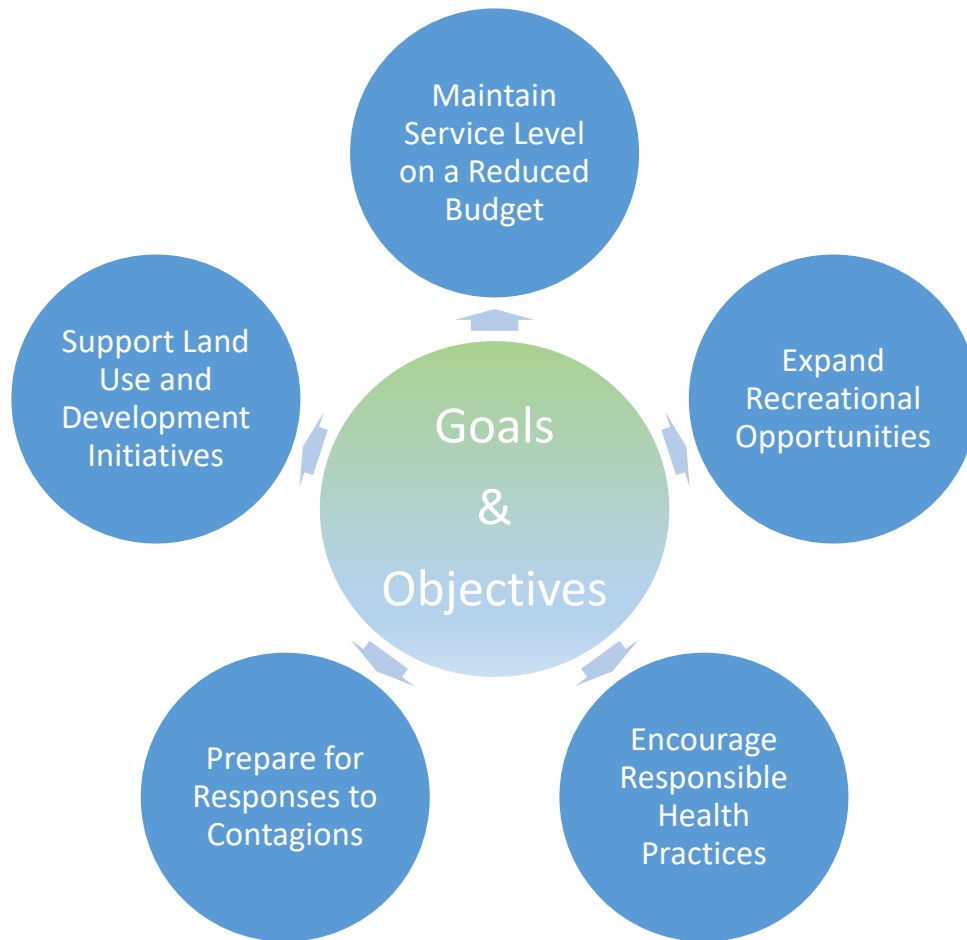 Maintain
Service Level
on a Reduced
Budget
Support Land
Use and
Development
Initiatives
Expand
Recreational
Opportunities
Goals
&
Objectives
Prepare for
Responses to
Contagions
Encourage
Responsible
Health
Practices